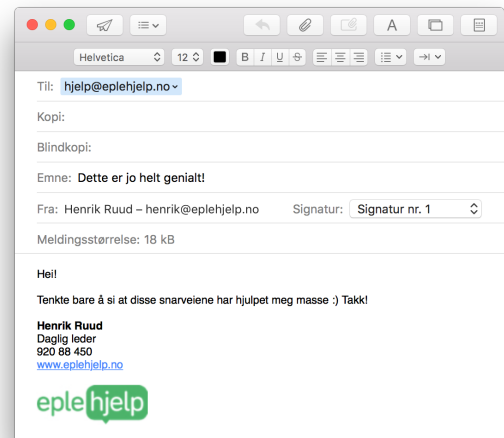 Helvetica 12 B I U S
Til: hjelp@eplehjelp.no
Kopi:
Blindkopi:
Emne: Dette er jo helt genialt!
Fra: Henrik Ruud – henrik@eplehjelp.no Signatur: Signatur nr. 1
Meldingsstørrelse: 18 kB
Hei!
Tenkte bare å si at disse snarveiene har hjulpet meg masse :) Takk!
Henrik Ruud
Daglig leder
920 88 450
www.eplehjelp.no
eplehjelp